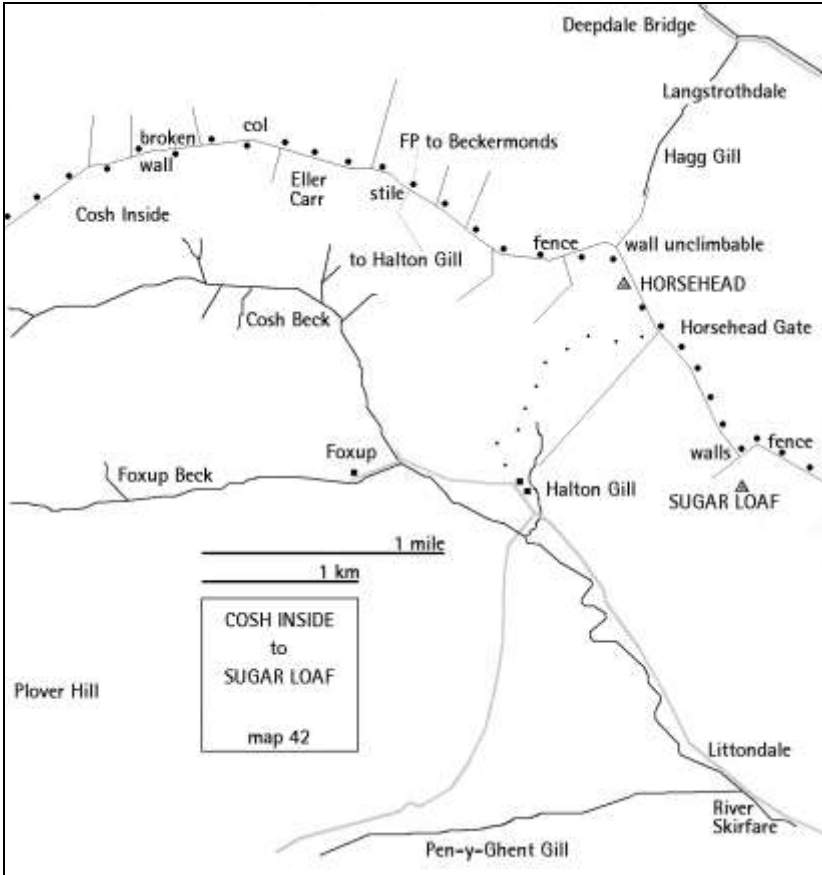 Deepdale Bridge
Langstrothdale
col
broken
wall
FP to Beckermonds
Hagg Gill
Eller
Carr
stile
Cosh Inside
fence
wall unclimbable
to Halton Gill
HORSEHEAD
Cosh Beck
Horsehead Gate
Foxup
walls
fence
Foxup Beck
Halton Gill
SUGAR LOAF
1 mile
1 km
COSH INSIDE
to
SUGAR LOAF
map 42
Plover Hill
Littondale
River
Skirfare
Pen-y-Ghent Gill